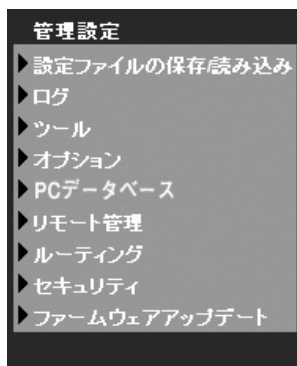 管理設定
設定ファイルの保存/読み込み
ログ
ツール
オプション
PCデータベース
リモート管理
ルーティング
セキュリティ
ファームウェアアップデート